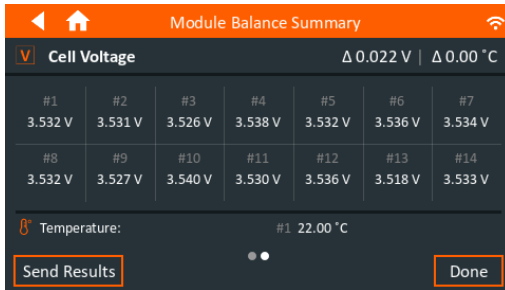 Module Balance Summary
V Cell Voltage Δ 0.022 V | Δ 0.00 °C
#1 #2 #3 #4 #5 #6 #7
3.532 V 3.531 V 3.526 V 3.538 V 3.532 V 3.536 V 3.534 V
#8 #9 #10 #11 #12 #13 #14
3.532 V 3.527 V 3.540 V 3.530 V 3.536 V 3.518 V 3.533 V
Temperature: #1 22.00 °C
Send Results Done